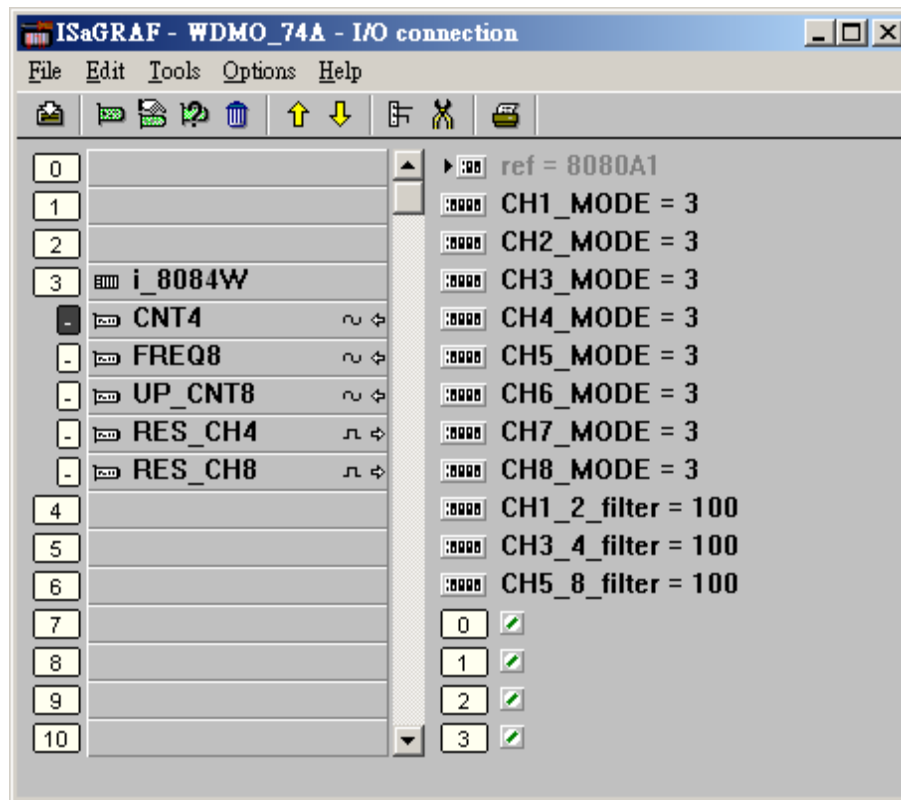 ISaGRAF - WDMO_74A - I/O connection
File Edit Tools Options Help
0
1
2
3 i_8084W
- CNT4
- FREQ8
- UP_CNT8
- RES_CH4
- RES_CH8
4
5
6
7
8
9
10
ref = 8080A1
CH1_MODE = 3
CH2_MODE = 3
CH3_MODE = 3
CH4_MODE = 3
CH5_MODE = 3
CH6_MODE = 3
CH7_MODE = 3
CH8_MODE = 3
CH1_2_filter = 100
CH3_4_filter = 100
CH5_8_filter = 100
0
1
2
3